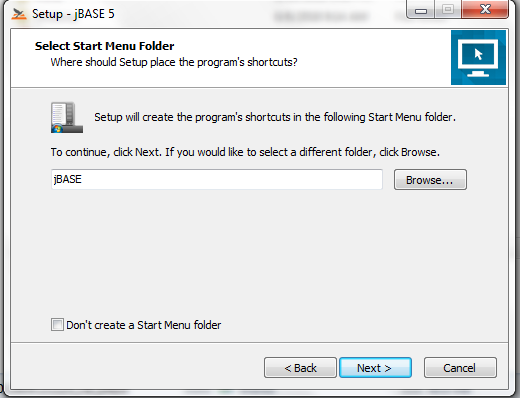 Setup - jBASE 5
Select Start Menu Folder
Where should Setup place the program's shortcuts?
Setup will create the program's shortcuts in the following Start Menu folder.
To continue, click Next. If you would like to select a different folder, click Browse.
jBASE
Browse...
Don't create a Start Menu folder
< Back
Next >
Cancel